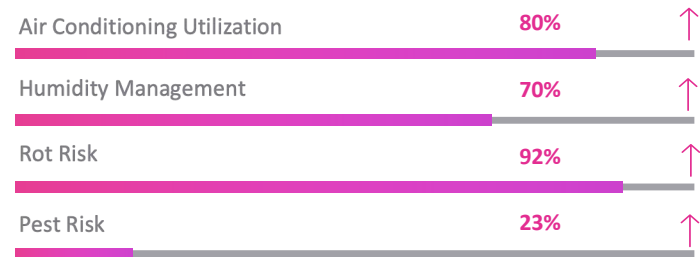 Air Conditioning Utilization 80%
Humidity Management 70%
Rot Risk 92%
Pest Risk 23%